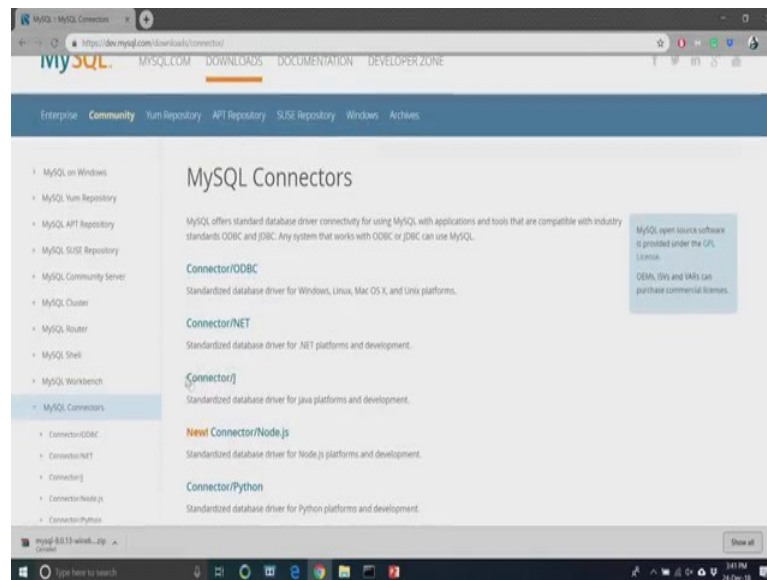 MySQL :: MySQL Connectors
https://dev.mysql.com/downloads/connector/
MySQL. MYSQL.COM DOWNLOADS DOCUMENTATION DEVELOPER ZONE
Enterprise Community Yum Repository APT Repository SUSE Repository Windows Archives
MySQL on Windows
MySQL Yum Repository
MySQL APT Repository
MySQL SUSE Repository
MySQL Community Server
MySQL Cluster
MySQL Router
MySQL Shell
MySQL Workbench
MySQL Connectors
Connector/ODBC
Connector/NET
Connector/J
Connector/Node.js
Connector/Python
MySQL Connectors
MySQL offers standard database driver connectivity for using MySQL with applications and tools that are compatible with industry
standards ODBC and JDBC. Any system that works with ODBC or JDBC can use MySQL.
Connector/ODBC
Standardized database driver for Windows, Linux, Mac OS X, and Unix platforms.
Connector/NET
Standardized database driver for .NET platforms and development.
Connector/J
Standardized database driver for java platforms and development.
New! Connector/Node.js
Standardized database driver for Node.js platforms and development.
Connector/Python
Standardized database driver for Python platforms and development.
MySQL open source software
is provided under the GPL
License.
OEMs, ISVs and VARs can
purchase commercial licenses.
Canceled
Show all
Type here to search
3:41 PM
24-Dec-18